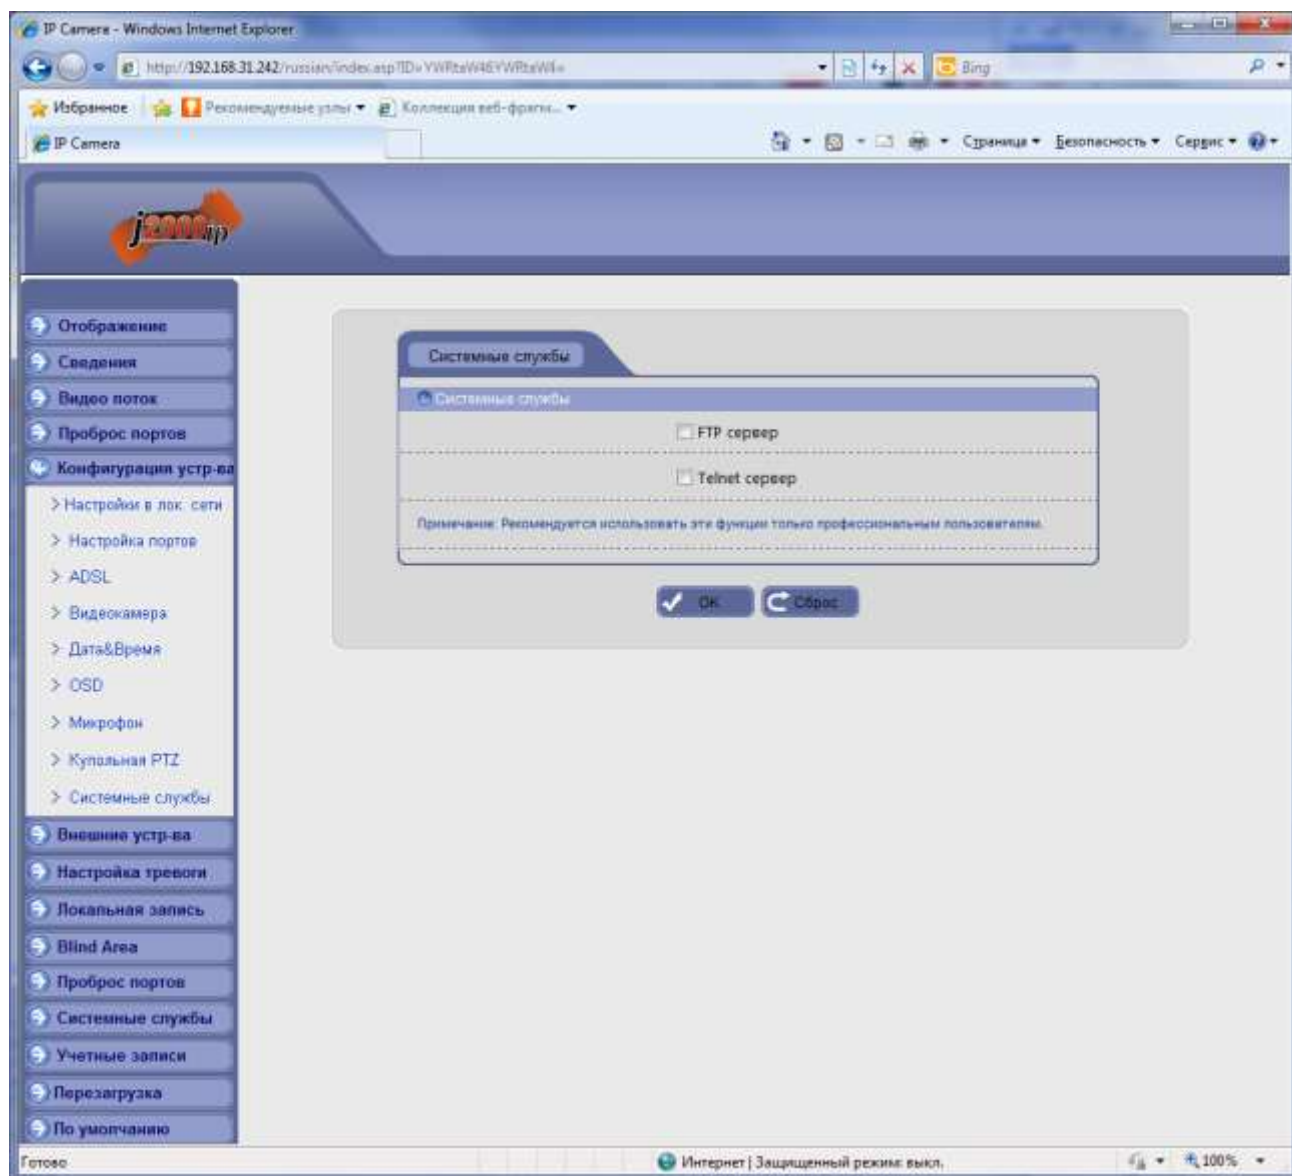 IP Camera - Windows Internet Explorer
http://192.168.31.242/russian/index.asp?ID=YWRtaW46YWRtaW4=
Bing
Избранное
Рекомендуемые узлы
Коллекция веб-фрагм...
IP Camera
Страница
Безопасность
Сервис
j2000ip
Отображение
Сведения
Видео поток
Проброс портов
Конфигурация устр-ва
Настройки в лок. сети
Настройка портов
ADSL
Видеокамера
Дата&Время
OSD
Микрофон
Купольная PTZ
Системные службы
Внешние устр-ва
Настройка тревоги
Локальная запись
Blind Area
Проброс портов
Системные службы
Учетные записи
Перезагрузка
По умолчанию
Системные службы
Системные службы
FTP сервер
Telnet сервер
Примечание: Рекомендуется использовать эти функции только профессиональным пользователям.
OK
Сброс
Готово
Интернет | Защищенный режим: выкл.
100%